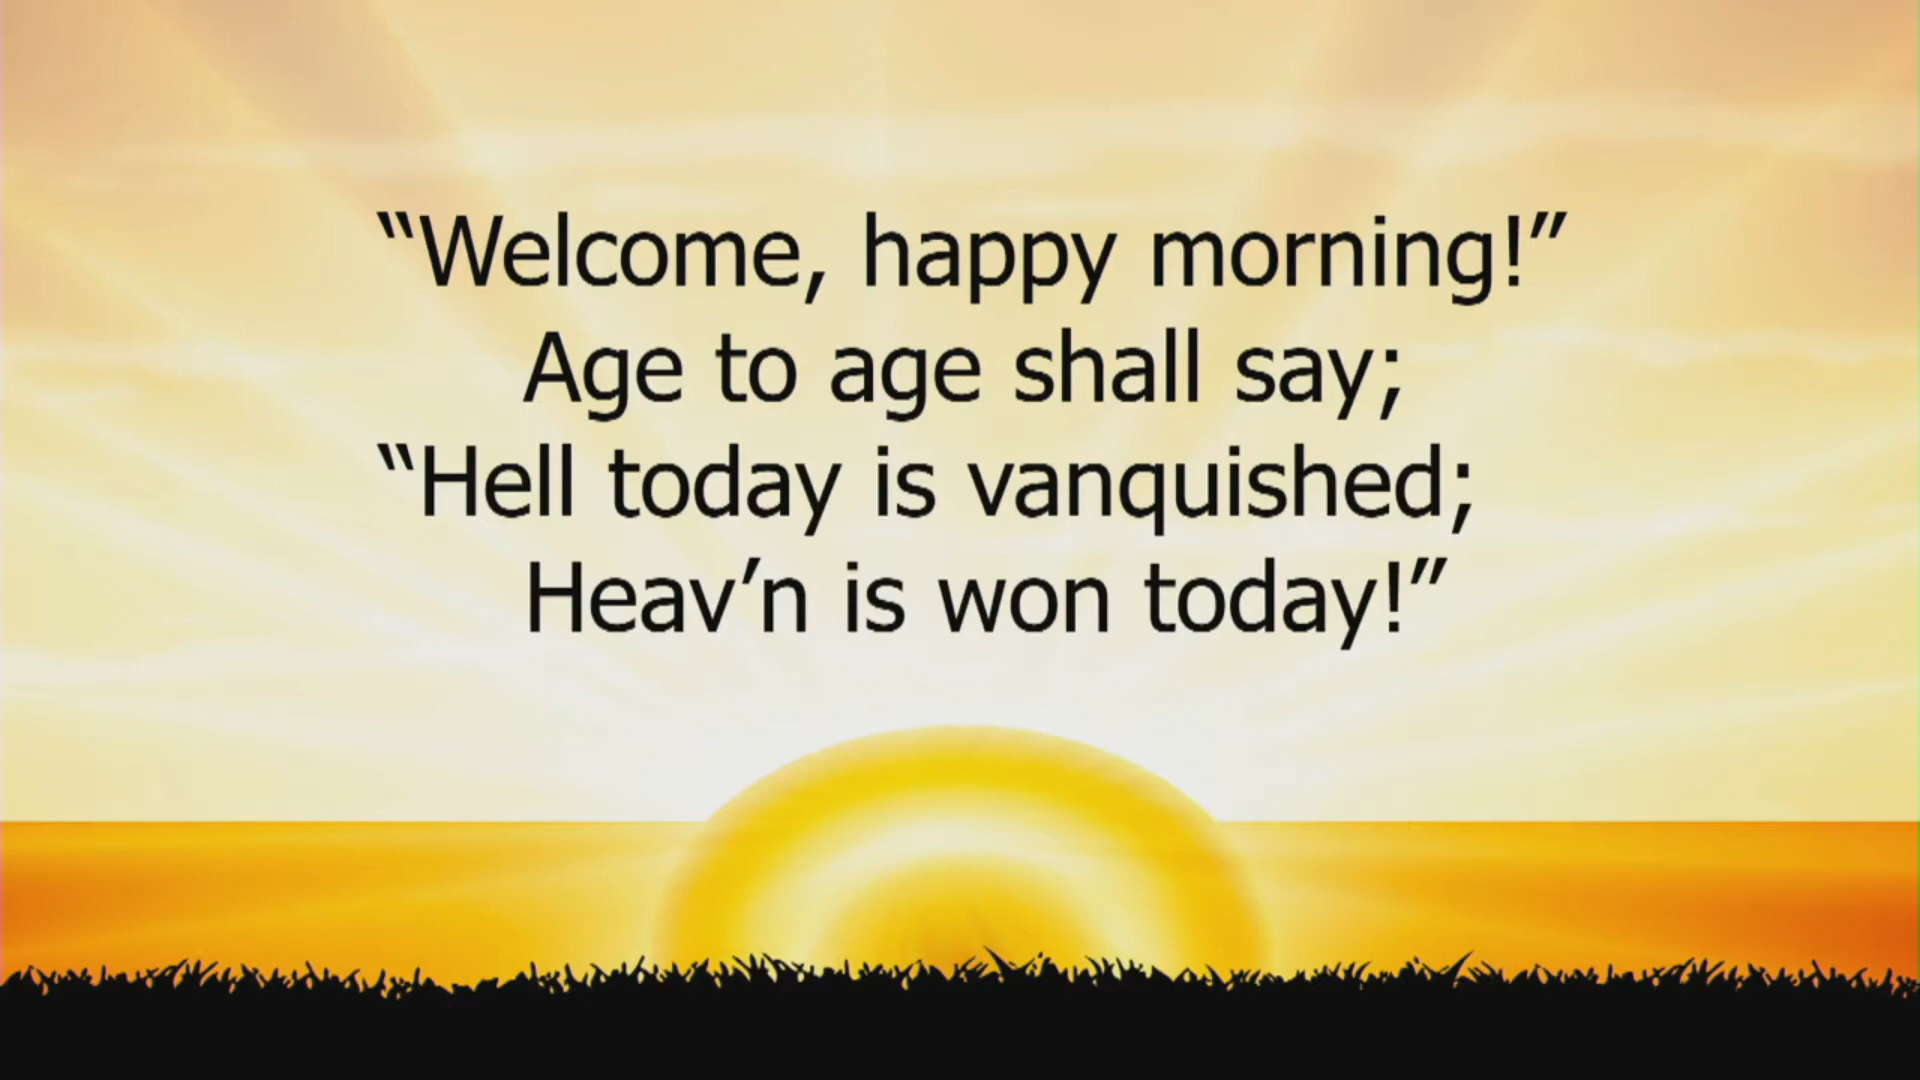 “Welcome, happy morning!”
Age to age shall say;
“Hell today is vanquished;
Heav’n is won today!”